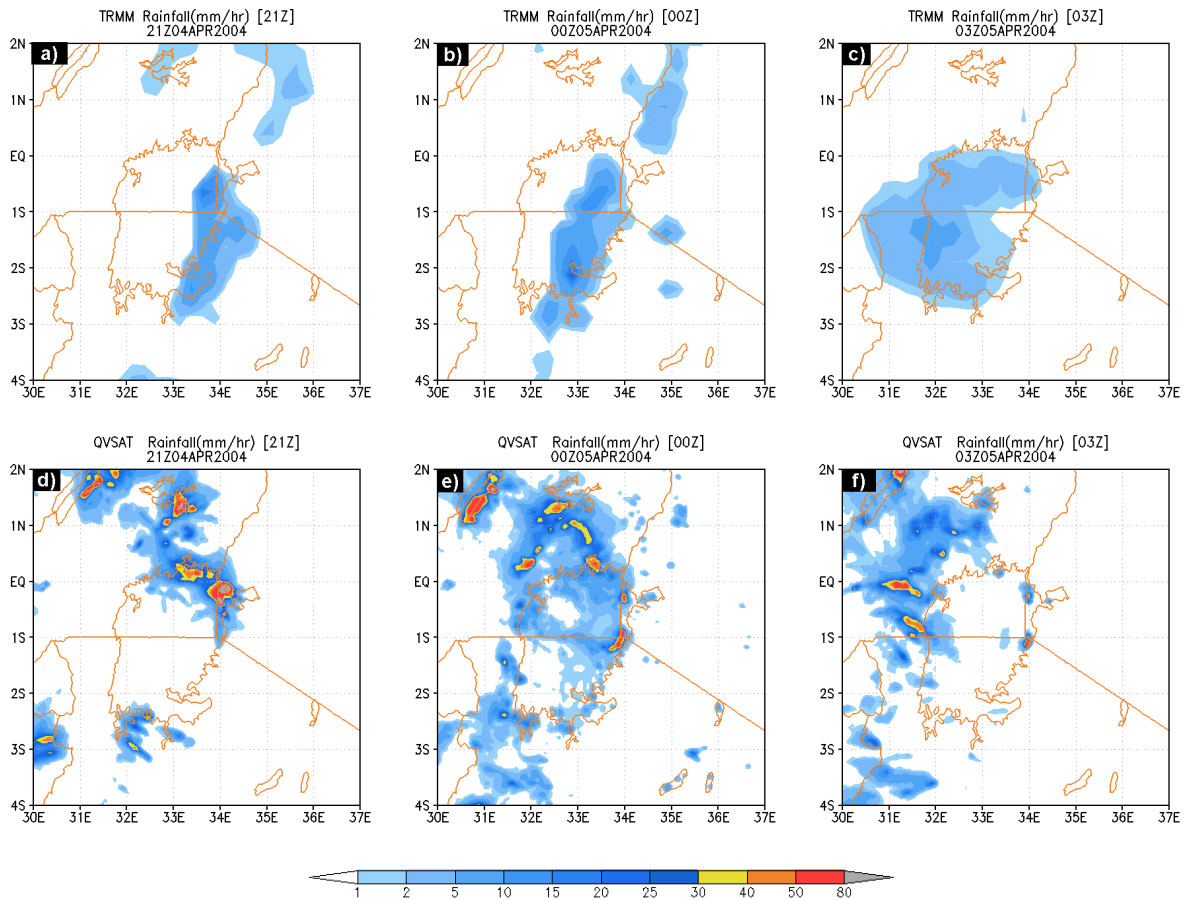 TRMM Rainfall(mm/hr) [21Z]
21Z04APR2004
TRMM Rainfall(mm/hr) [00Z]
00Z05APR2004
TRMM Rainfall(mm/hr) [03Z]
03Z05APR2004
a)
2N
1N
EQ
1S
2S
3S
4S
30E 31E 32E 33E 34E 35E 36E 37E
b)
2N
1N
EQ
1S
2S
3S
4S
30E 31E 32E 33E 34E 35E 36E 37E
c)
2N
1N
EQ
1S
2S
3S
4S
30E 31E 32E 33E 34E 35E 36E 37E
QVSAT Rainfall(mm/hr) [21Z]
21Z04APR2004
QVSAT Rainfall(mm/hr) [00Z]
00Z05APR2004
QVSAT Rainfall(mm/hr) [03Z]
03Z05APR2004
d)
2N
1N
EQ
1S
2S
3S
4S
30E 31E 32E 33E 34E 35E 36E 37E
e)
2N
1N
EQ
1S
2S
3S
4S
30E 31E 32E 33E 34E 35E 36E 37E
f)
2N
1N
EQ
1S
2S
3S
4S
30E 31E 32E 33E 34E 35E 36E 37E
1 2 5 10 15 20 25 30 40 50 80